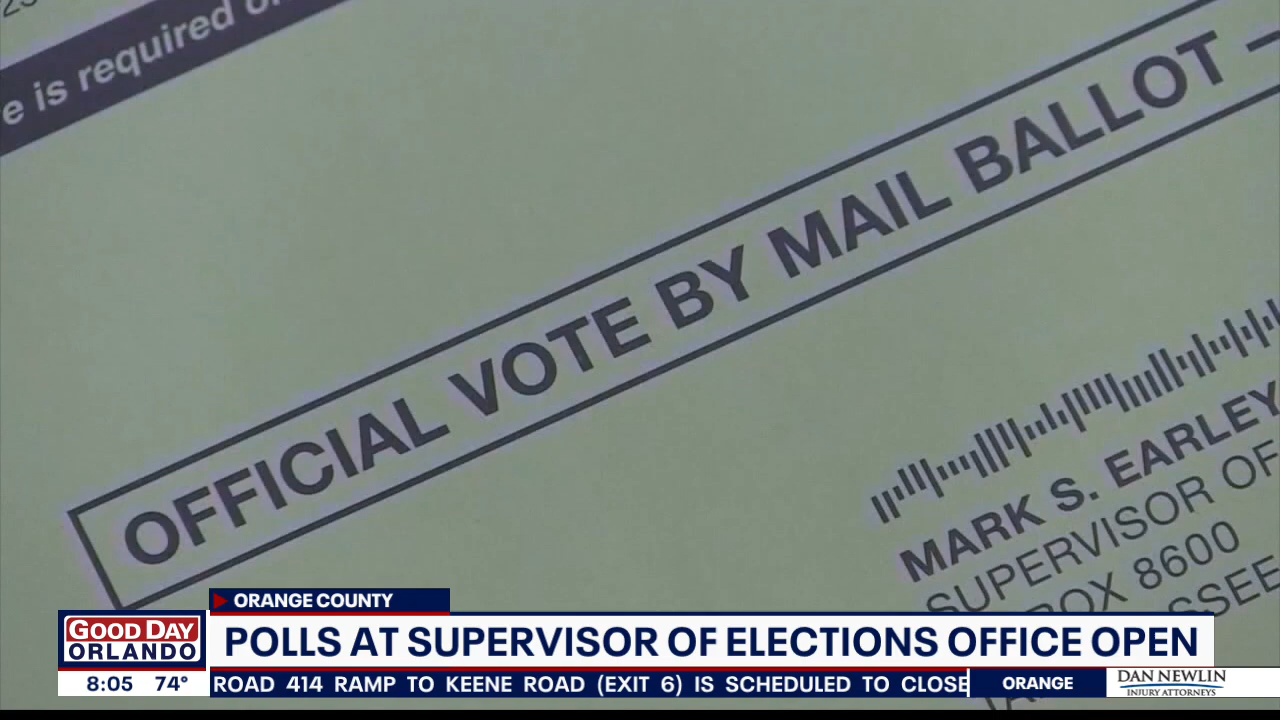 e is required o
OFFICIAL VOTE BY MAIL BALLOT –
MARK S. EARLEY
SUPERVISOR OF
BOX 8600
SSEE
ORANGE COUNTY
GOOD DAY
ORLANDO
POLLS AT SUPERVISOR OF ELECTIONS OFFICE OPEN
8:05 74°
ROAD 414 RAMP TO KEENE ROAD (EXIT 6) IS SCHEDULED TO CLOSE
ORANGE
DAN NEWLIN
INJURY ATTORNEYS